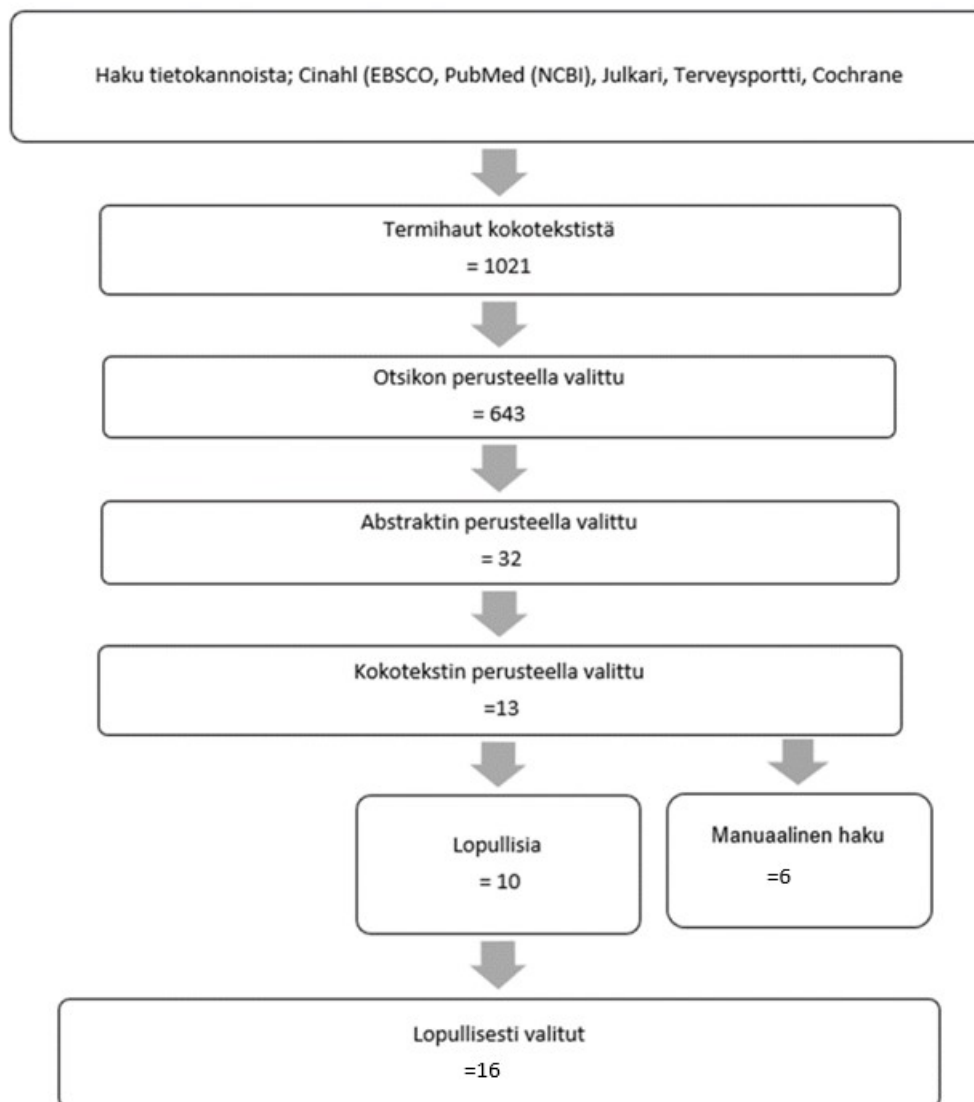 Haku tietokannoista; Cinahl (EBSCO, PubMed (NCBI), Julkari, Terveysportti, Cochrane
Termihaut kokotekstistä
= 1021
Otsikon perusteella valittu
= 643
Abstraktin perusteella valittu
= 32
Kokotekstin perusteella valittu
=13
Lopullisia
= 10
Manuaalinen haku
=6
Lopullisesti valitut
=16